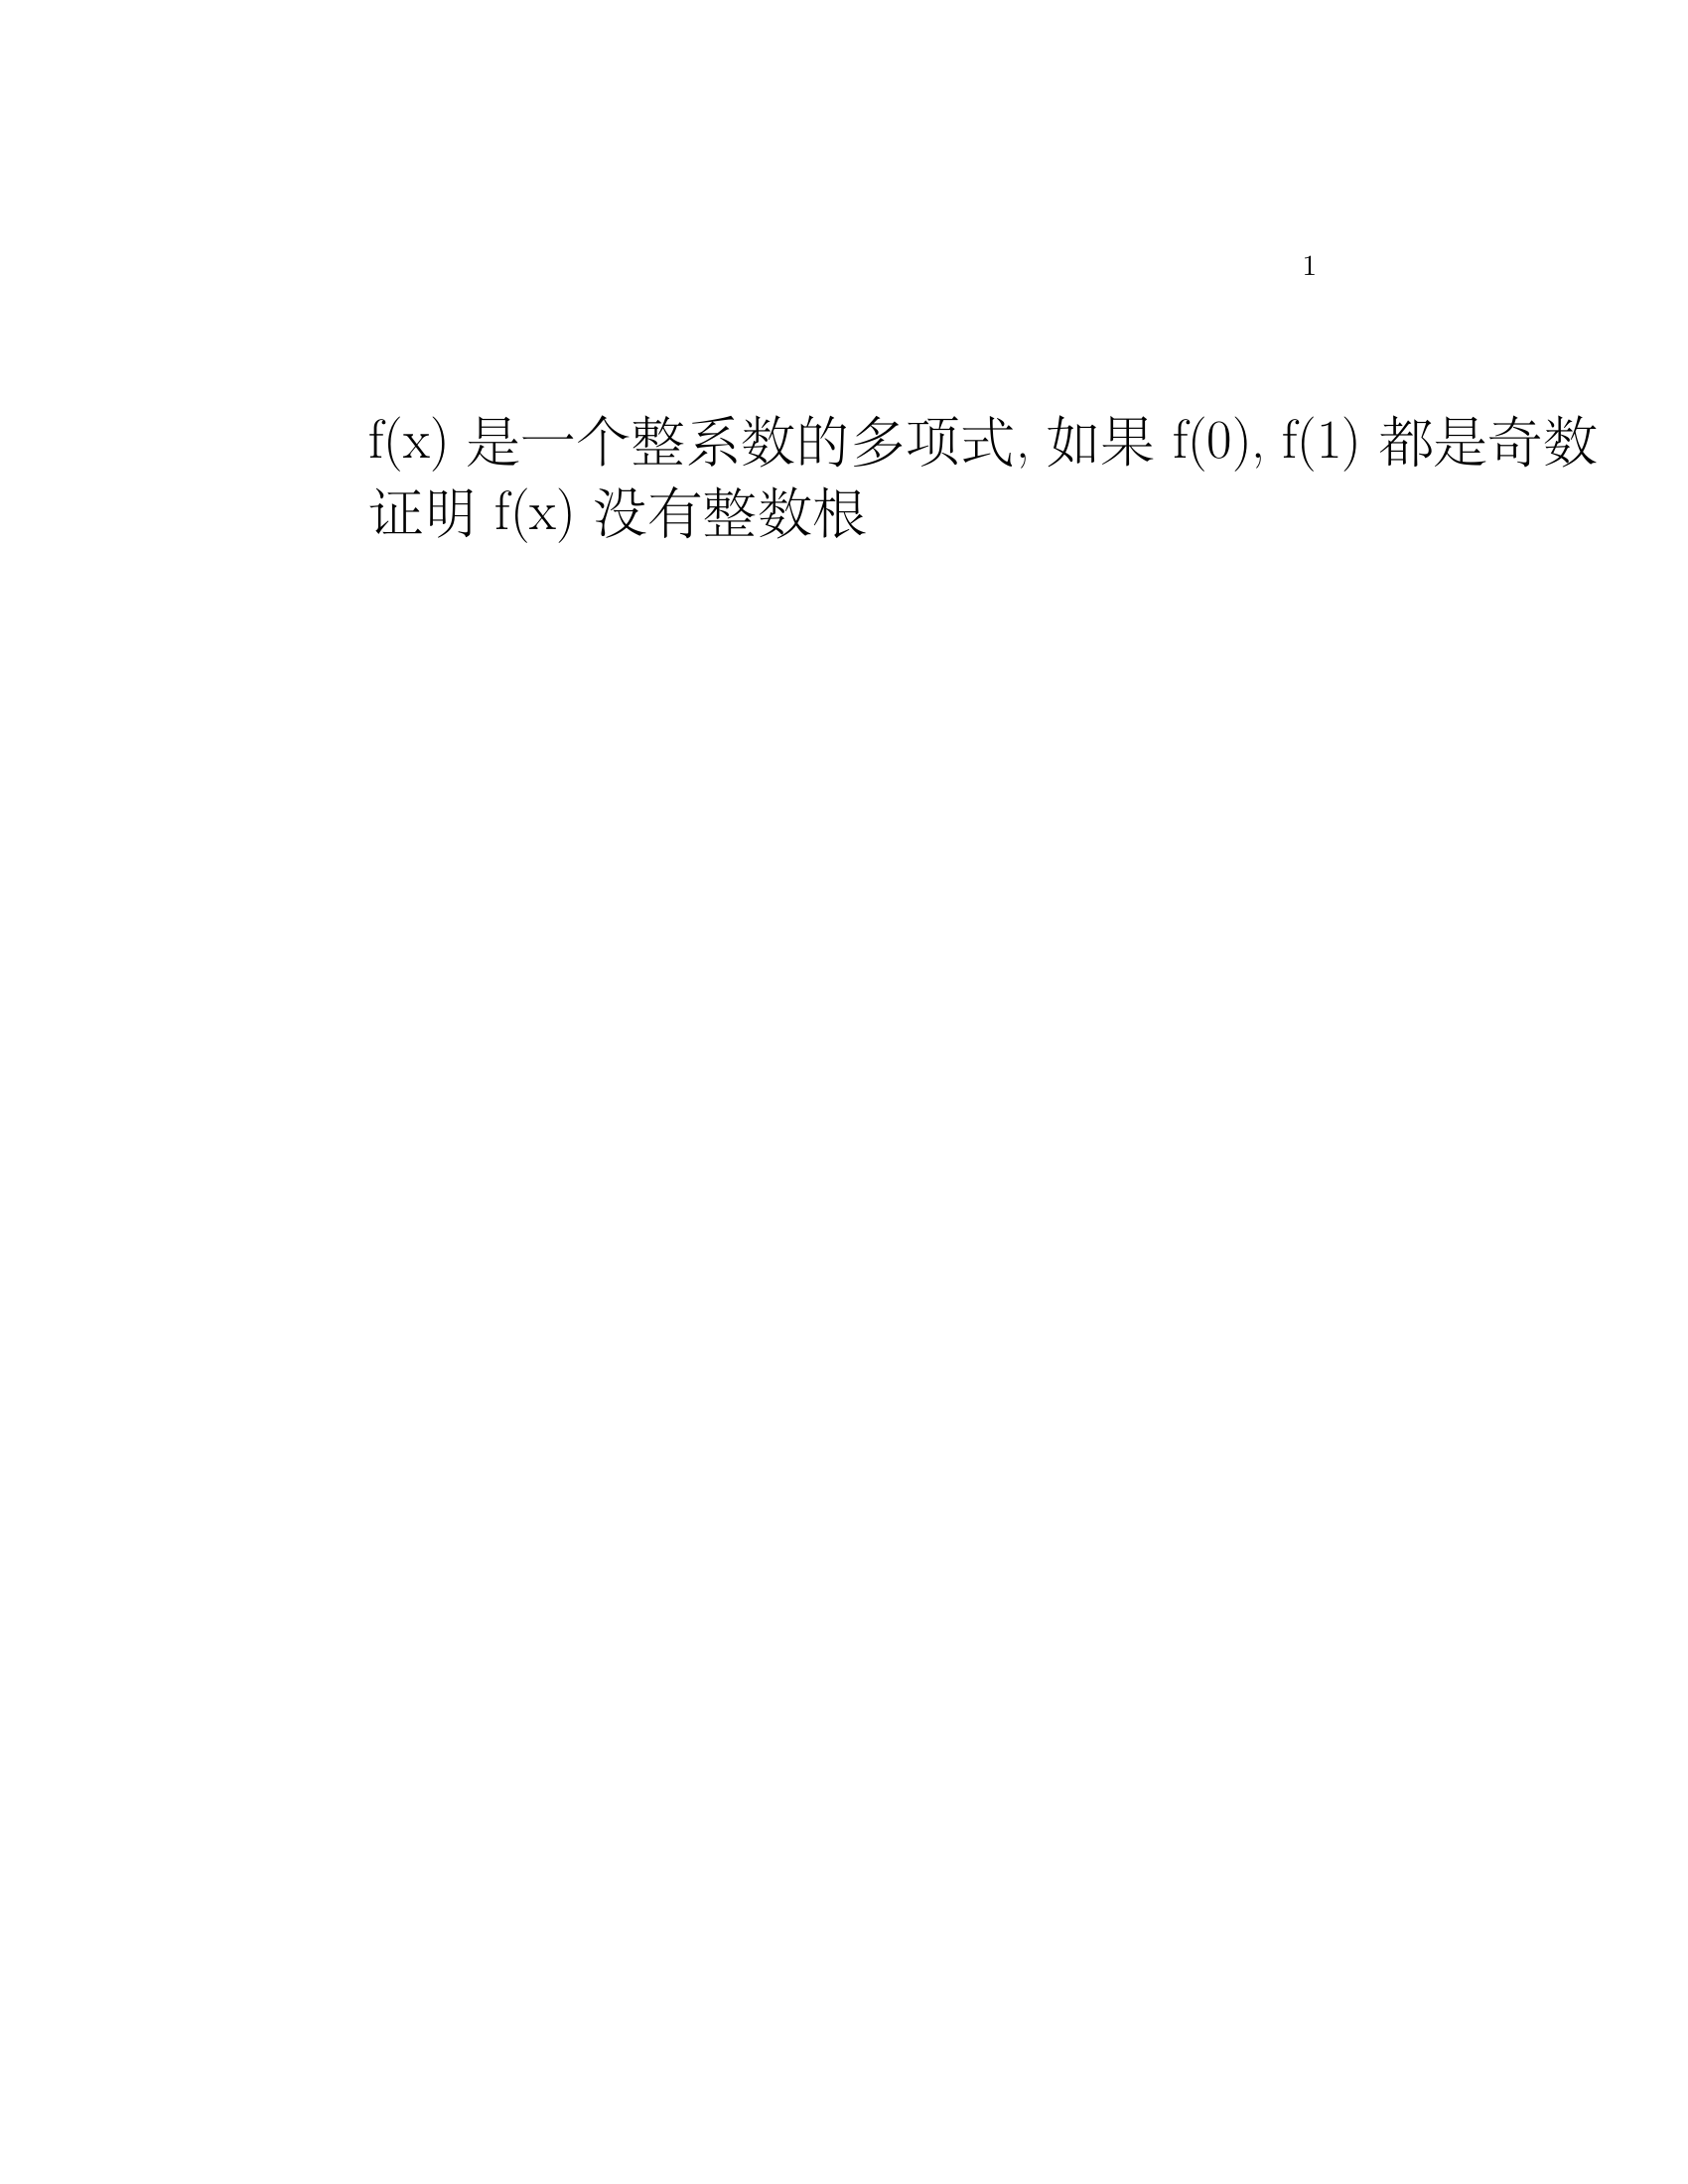 1
f(x) 是一个整系数的多项式, 如果 f(0), f(1) 都是奇数
证明 f(x) 没有整数根